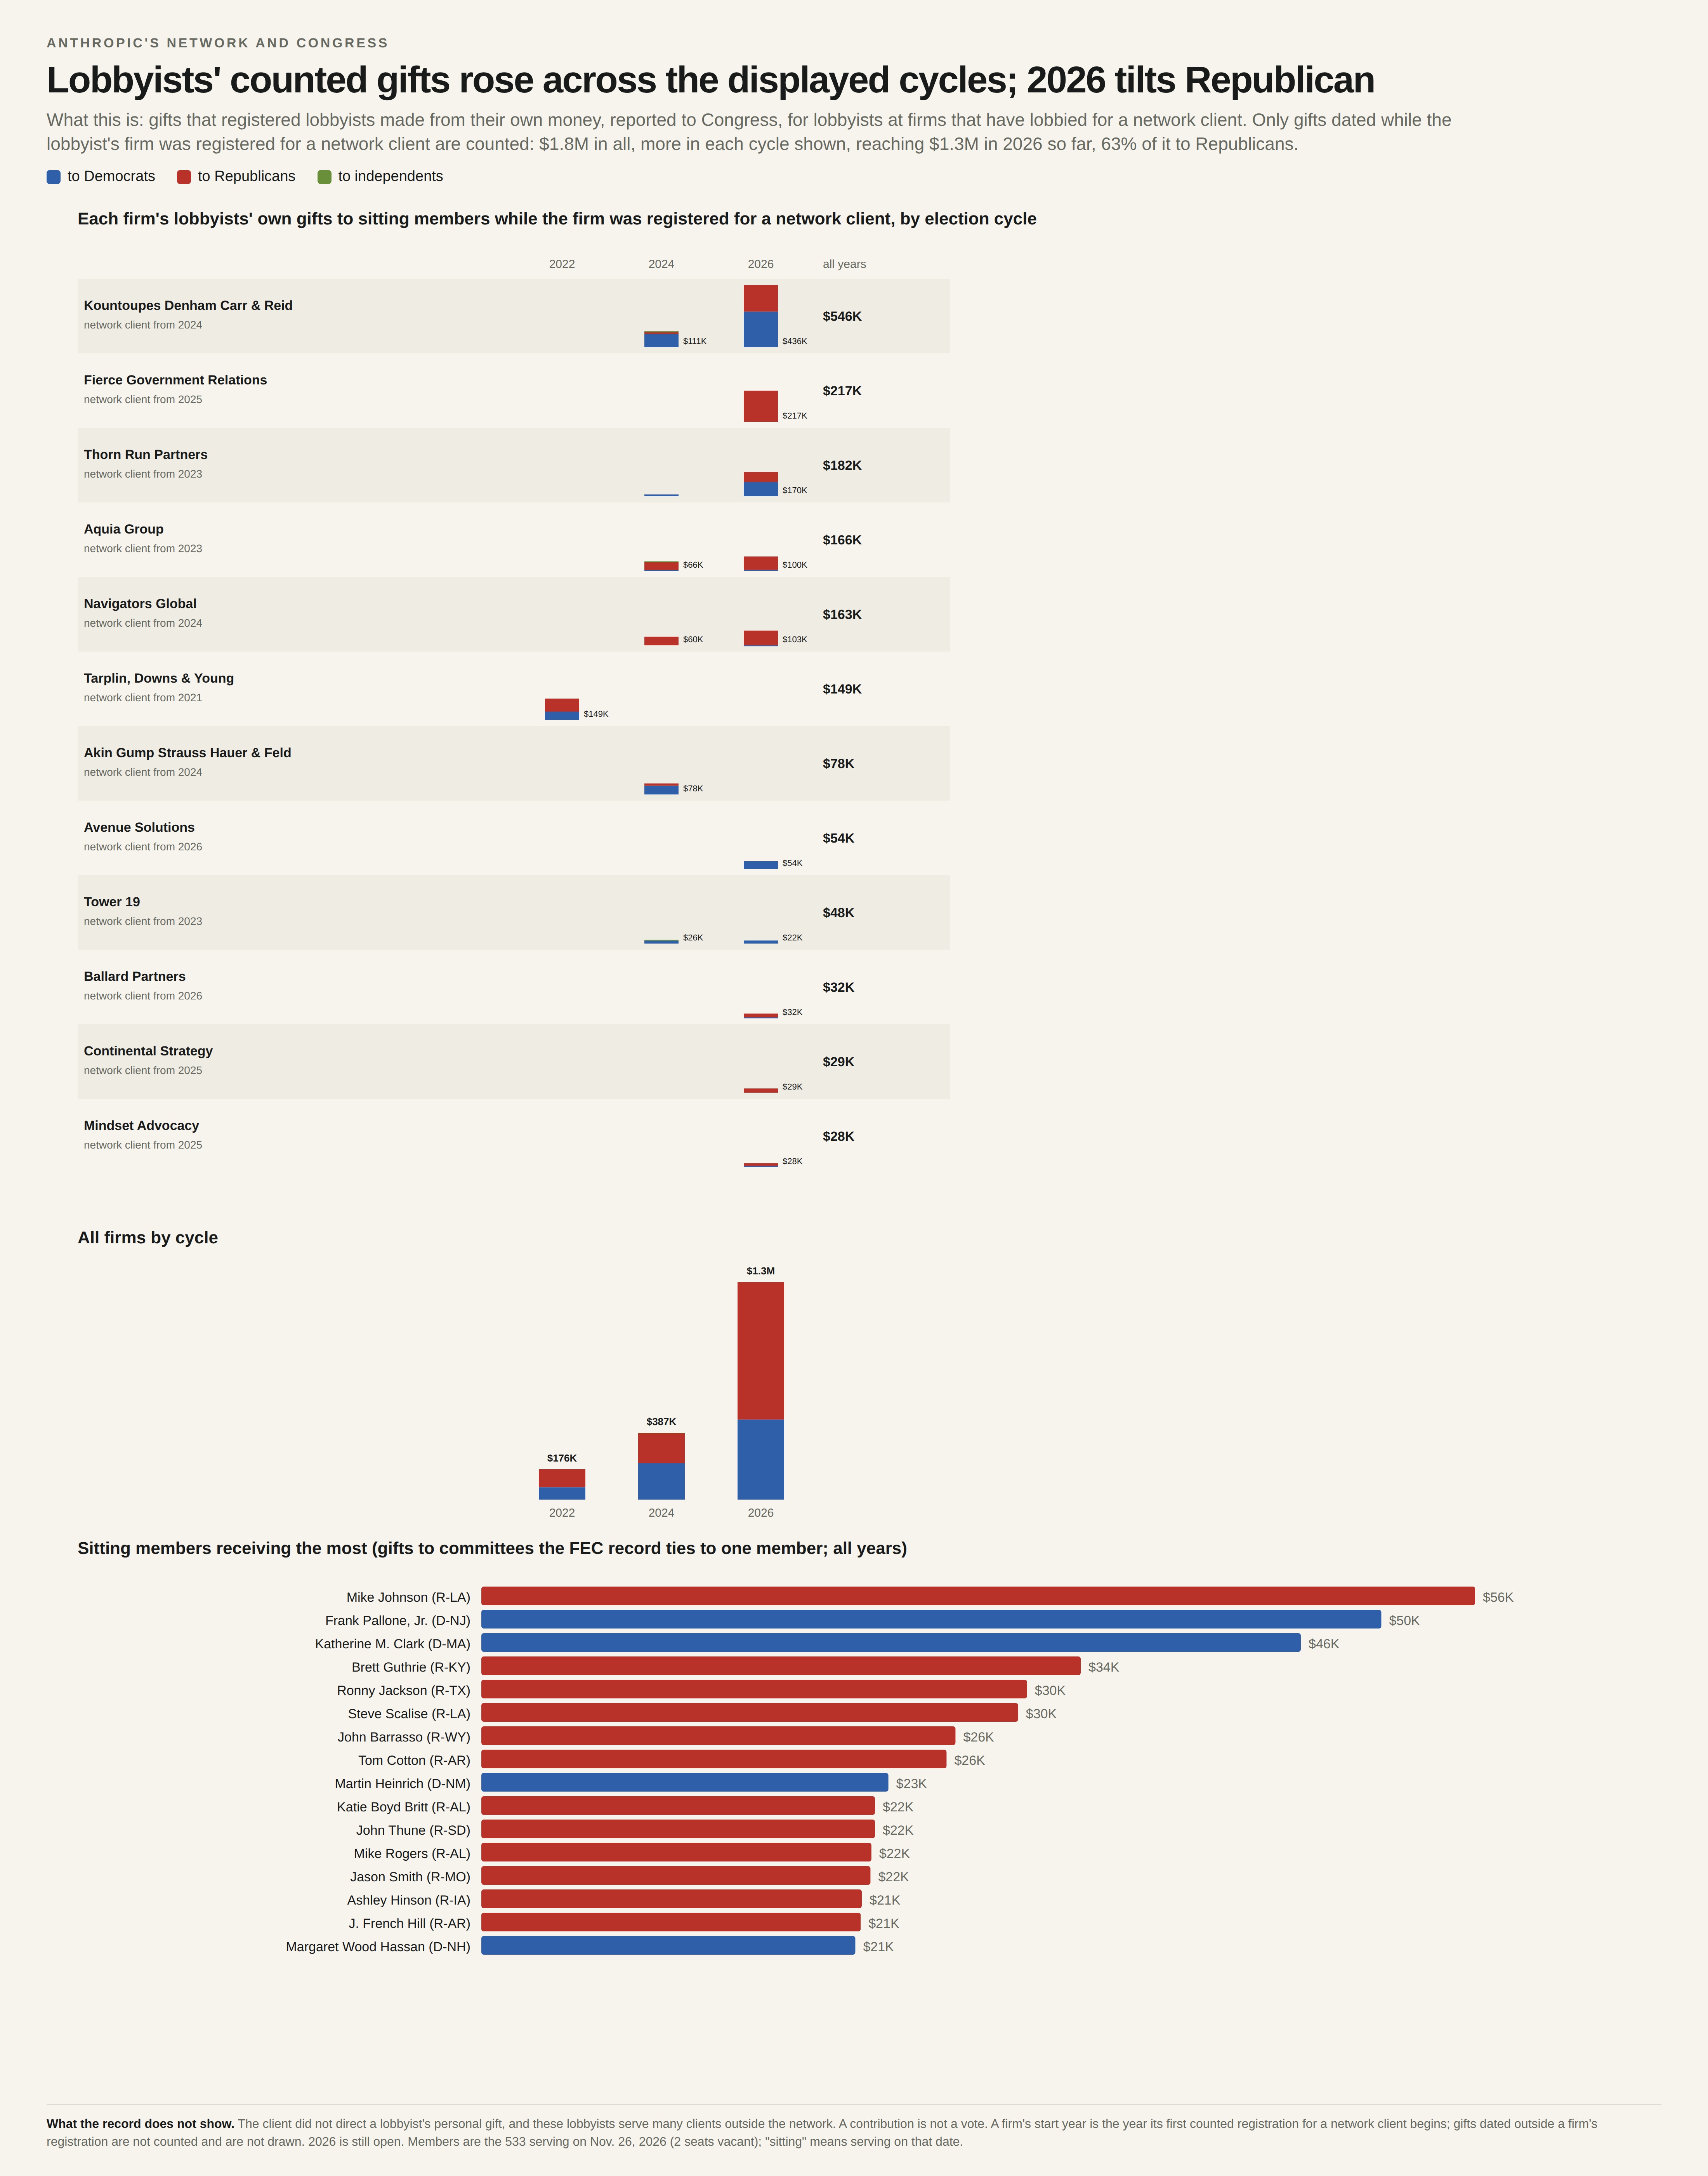 ANTHROPIC'S NETWORK AND CONGRESS
Lobbyists' counted gifts rose across the displayed cycles; 2026 tilts Republican
What this is: gifts that registered lobbyists made from their own money, reported to Congress, for lobbyists at firms that have lobbied for a network client. Only gifts dated while the
lobbyist's firm was registered for a network client are counted: $1.8M in all, more in each cycle shown, reaching $1.3M in 2026 so far, 63% of it to Republicans.
to Democrats to Republicans to independents
Each firm's lobbyists' own gifts to sitting members while the firm was registered for a network client, by election cycle
2022 2024 2026 all years
Kountoupes Denham Carr & Reid
network client from 2024
$111K $436K $546K
Fierce Government Relations
network client from 2025
$217K $217K
Thorn Run Partners
network client from 2023
$170K $182K
Aquia Group
network client from 2023
$66K $100K $166K
Navigators Global
network client from 2024
$60K $103K $163K
Tarplin, Downs & Young
network client from 2021
$149K $149K
Akin Gump Strauss Hauer & Feld
network client from 2024
$78K $78K
Avenue Solutions
network client from 2026
$54K $54K
Tower 19
network client from 2023
$26K $22K $48K
Ballard Partners
network client from 2026
$32K $32K
Continental Strategy
network client from 2025
$29K $29K
Mindset Advocacy
network client from 2025
$28K $28K
All firms by cycle
$176K $387K $1.3M
2022 2024 2026
Sitting members receiving the most (gifts to committees the FEC record ties to one member; all years)
Mike Johnson (R-LA) $56K
Frank Pallone, Jr. (D-NJ) $50K
Katherine M. Clark (D-MA) $46K
Brett Guthrie (R-KY) $34K
Ronny Jackson (R-TX) $30K
Steve Scalise (R-LA) $30K
John Barrasso (R-WY) $26K
Tom Cotton (R-AR) $26K
Martin Heinrich (D-NM) $23K
Katie Boyd Britt (R-AL) $22K
John Thune (R-SD) $22K
Mike Rogers (R-AL) $22K
Jason Smith (R-MO) $22K
Ashley Hinson (R-IA) $21K
J. French Hill (R-AR) $21K
Margaret Wood Hassan (D-NH) $21K
What the record does not show. The client did not direct a lobbyist's personal gift, and these lobbyists serve many clients outside the network. A contribution is not a vote. A firm's start year is the year its first counted registration for a network client begins; gifts dated outside a firm's
registration are not counted and are not drawn. 2026 is still open. Members are the 533 serving on Nov. 26, 2026 (2 seats vacant); "sitting" means serving on that date.